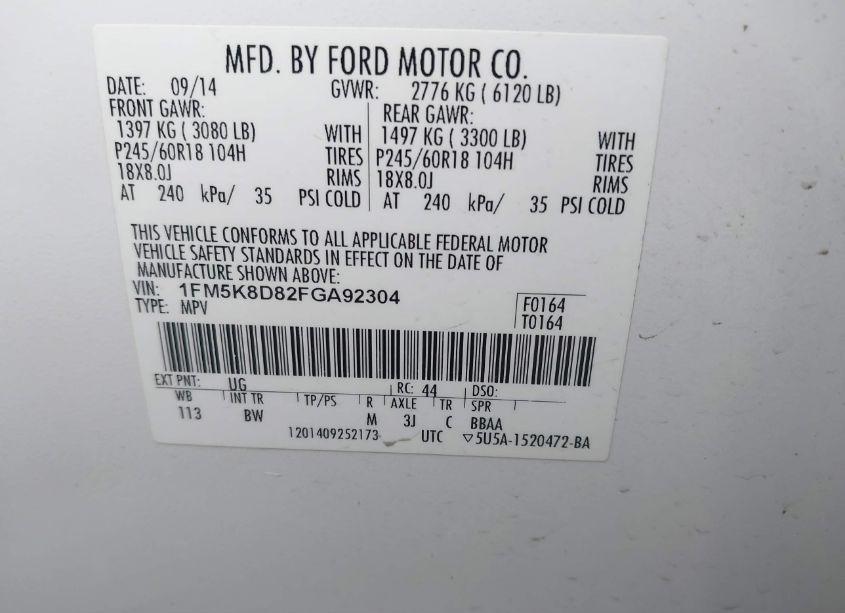 MFD. BY FORD MOTOR CO.
DATE: 09/14 GVWR: 2776 KG ( 6120 LB)
FRONT GAWR: REAR GAWR:
1397 KG ( 3080 LB) WITH 1497 KG ( 3300 LB) WITH
P245/60R18 104H TIRES P245/60R18 104H TIRES
18X8.0J RIMS 18X8.0J RIMS
AT 240 kPa/ 35 PSI COLD AT 240 kPa/ 35 PSI COLD
THIS VEHICLE CONFORMS TO ALL APPLICABLE FEDERAL MOTOR
VEHICLE SAFETY STANDARDS IN EFFECT ON THE DATE OF
MANUFACTURE SHOWN ABOVE:
VIN: 1FM5K8D82FGA92304 F0164
TYPE: MPV T0164
EXT PNT: UG RC: 44 DSO:
WB INT TR TP/PS R AXLE TR SPR
113 BW M 3J C BBAA
1201409252173 UTC ▽5U5A-1520472-BA